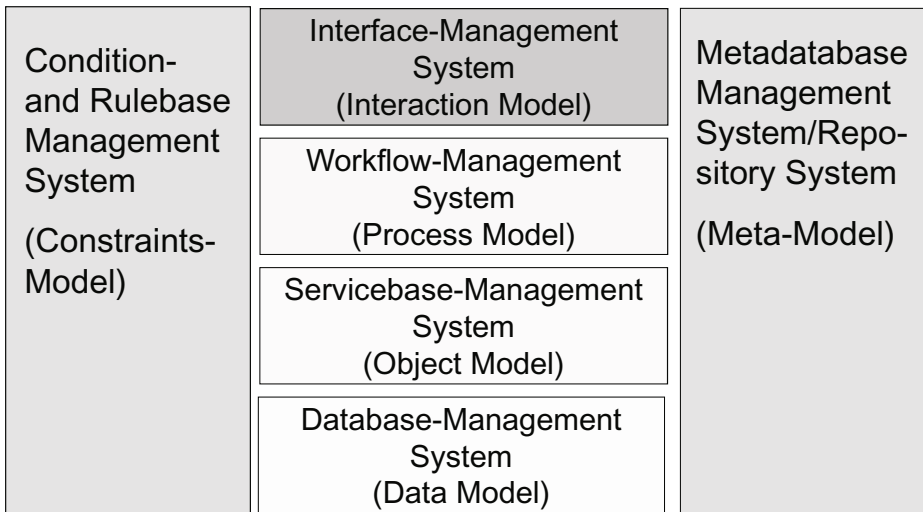 Condition-
and Rulebase
Management
System
(Constraints-
Model)
Interface-Management
System
(Interaction Model)
Workflow-Management
System
(Process Model)
Servicebase-Management
System
(Object Model)
Database-Management
System
(Data Model)
Metadatabase
Management
System/Repo-
sitory System
(Meta-Model)